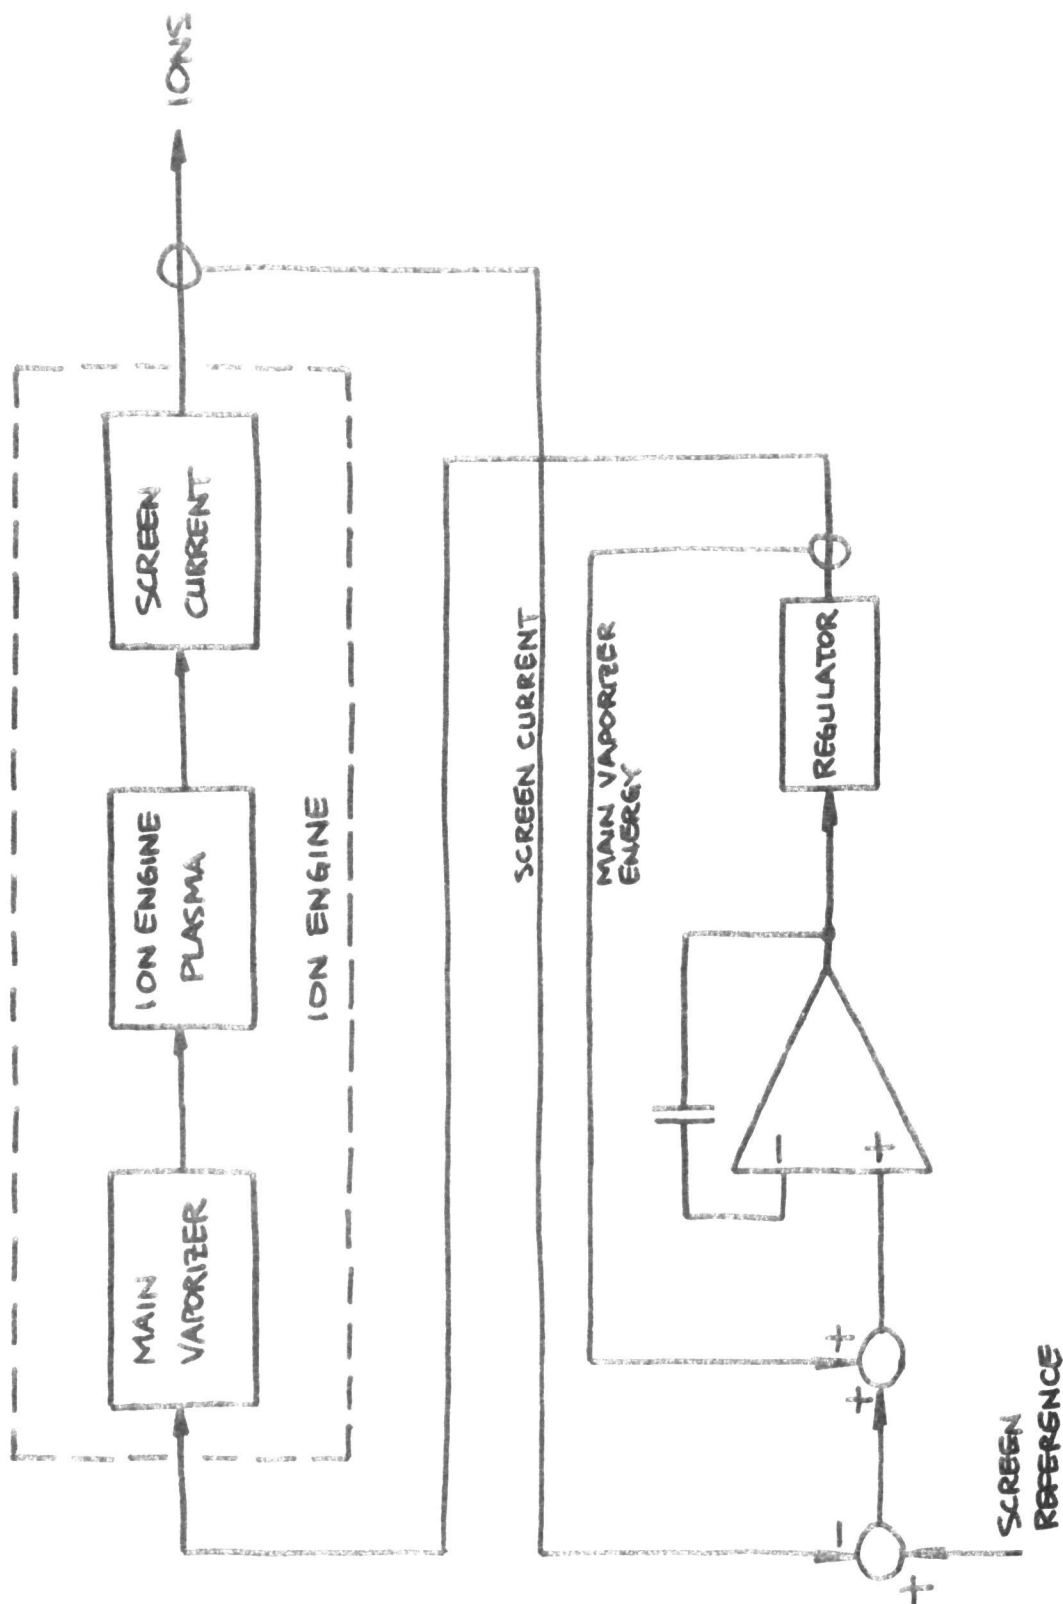 MAIN
VAPORIZER
ION ENGINE
PLASMA
SCREEN
CURRENT
IONS
ION ENGINE
SCREEN CURRENT
MAIN VAPORIZER
ENERGY
-
+
REGULATOR
-
+
+
+
SCREEN
REFERENCE